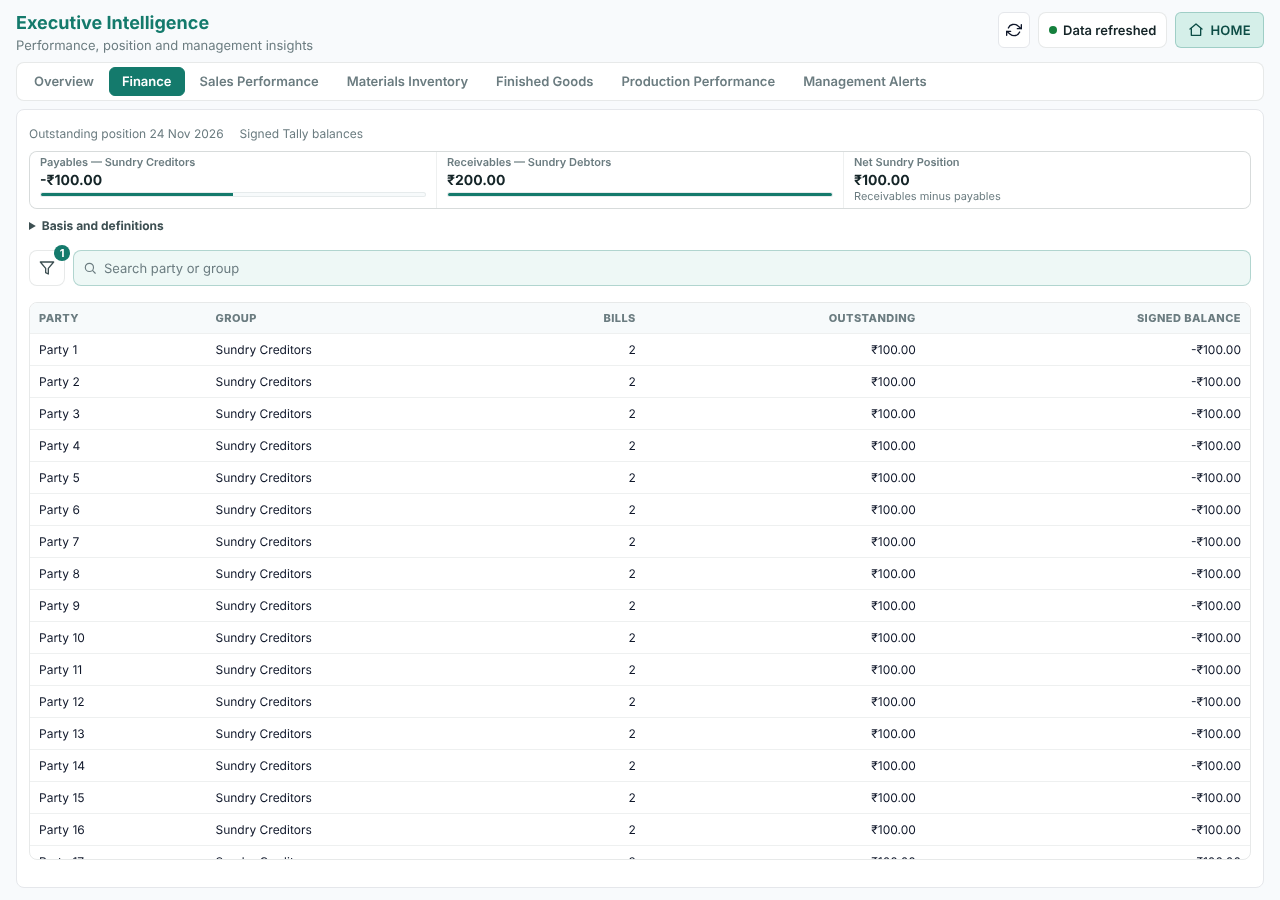 Executive Intelligence
Performance, position and management insights
Data refreshed
HOME
Overview Finance Sales Performance Materials Inventory Finished Goods Production Performance Management Alerts
Outstanding position 24 Nov 2026 Signed Tally balances
Payables — Sundry Creditors
-₹100.00
Receivables — Sundry Debtors
₹200.00
Net Sundry Position
₹100.00
Receivables minus payables
Basis and definitions
1
Search party or group
PARTY GROUP BILLS OUTSTANDING SIGNED BALANCE
Party 1 Sundry Creditors 2 ₹100.00 -₹100.00
Party 2 Sundry Creditors 2 ₹100.00 -₹100.00
Party 3 Sundry Creditors 2 ₹100.00 -₹100.00
Party 4 Sundry Creditors 2 ₹100.00 -₹100.00
Party 5 Sundry Creditors 2 ₹100.00 -₹100.00
Party 6 Sundry Creditors 2 ₹100.00 -₹100.00
Party 7 Sundry Creditors 2 ₹100.00 -₹100.00
Party 8 Sundry Creditors 2 ₹100.00 -₹100.00
Party 9 Sundry Creditors 2 ₹100.00 -₹100.00
Party 10 Sundry Creditors 2 ₹100.00 -₹100.00
Party 11 Sundry Creditors 2 ₹100.00 -₹100.00
Party 12 Sundry Creditors 2 ₹100.00 -₹100.00
Party 13 Sundry Creditors 2 ₹100.00 -₹100.00
Party 14 Sundry Creditors 2 ₹100.00 -₹100.00
Party 15 Sundry Creditors 2 ₹100.00 -₹100.00
Party 16 Sundry Creditors 2 ₹100.00 -₹100.00